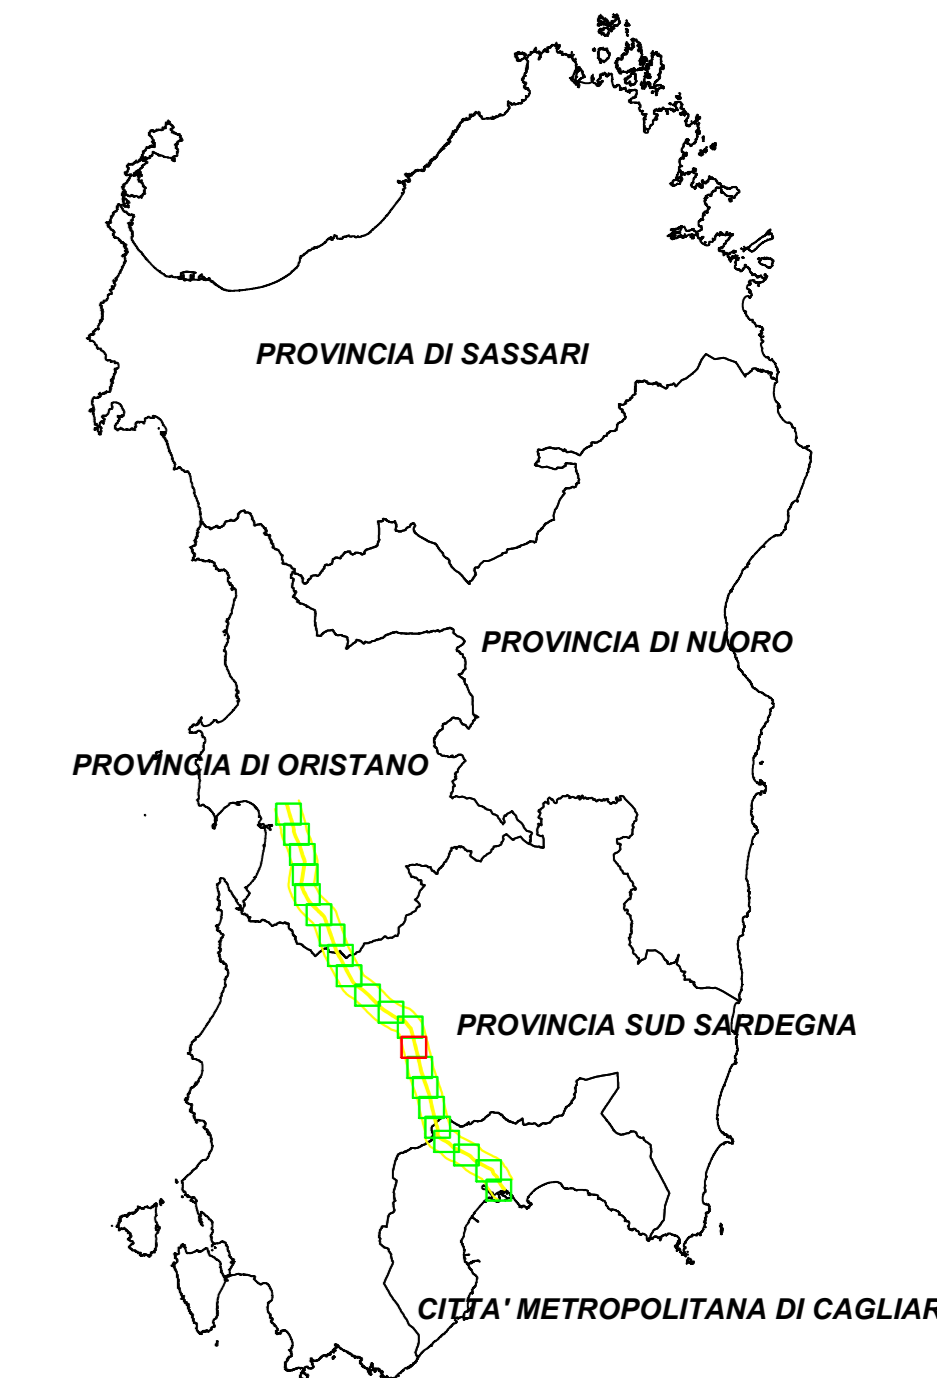 PROVINCIA DI SASSARI
PROVINCIA DI NUORO
PROVINCIA DI ORISTANO
PROVINCIA SUD SARDEGNA
CITTA' METROPOLITANA DI CAGLIAR